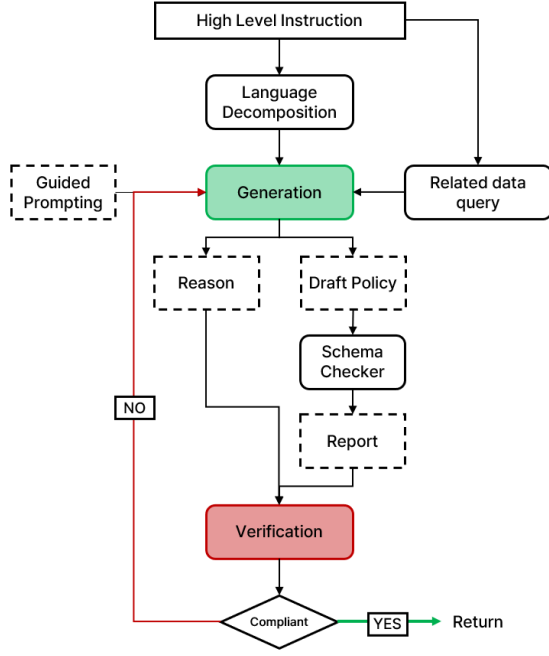 High Level Instruction
Language
Decomposition
Guided
Prompting
Generation
Related data
query
Reason
Draft Policy
Schema
Checker
NO
Report
Verification
Compliant
YES
Return